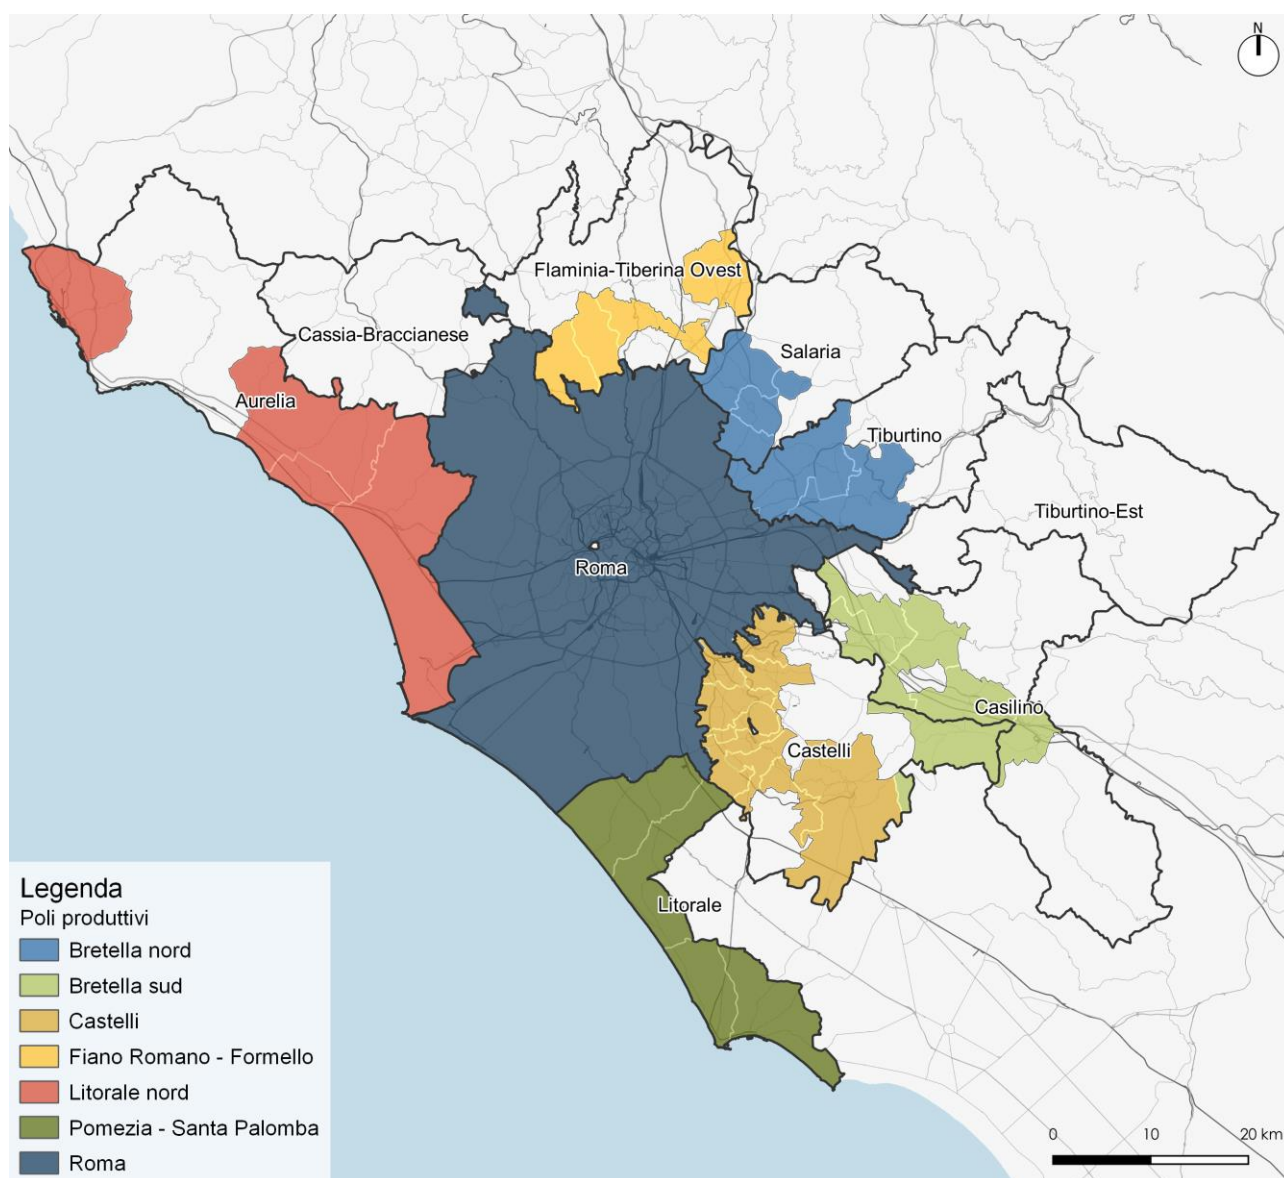 N
Flaminia-Tiberina Ovest
Cassia-Braccianese
Salaria
Aurelia
Tiburtino
Tiburtino-Est
Roma
Casilino
Castelli
Litorale
Legenda
Poli produttivi
Bretella nord
Bretella sud
Castelli
Fiano Romano - Formello
Litorale nord
Pomezia - Santa Palomba
Roma
0 10 20 km